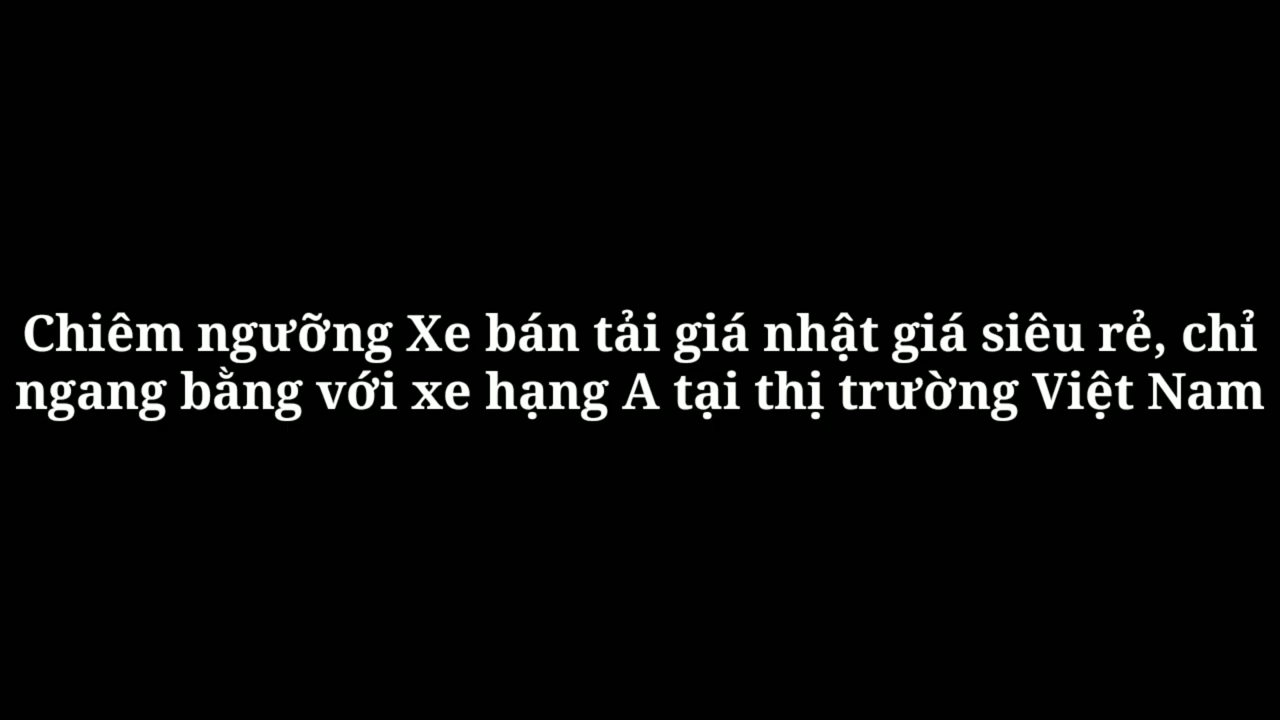 Chiêm ngưỡng Xe bán tải giá nhật giá siêu rẻ, chỉ
ngang bằng với xe hạng A tại thị trường Việt Nam